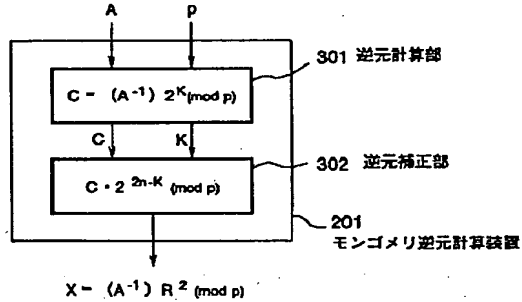 A p
301 逆元計算部
C = (A⁻¹) 2ᴷ (mod p)
C K
302 逆元補正部
C・2²ⁿ⁻ᴷ (mod p)
201
モンゴメリ逆元計算装置
X = (A⁻¹) R² (mod p)